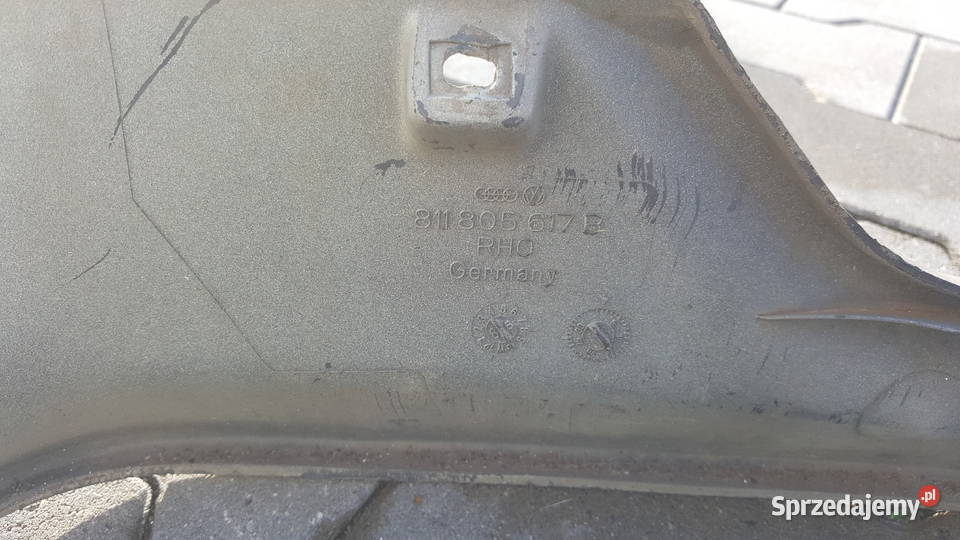 811 805 617 B
RHO
Germany
Sprzedajemy.pl